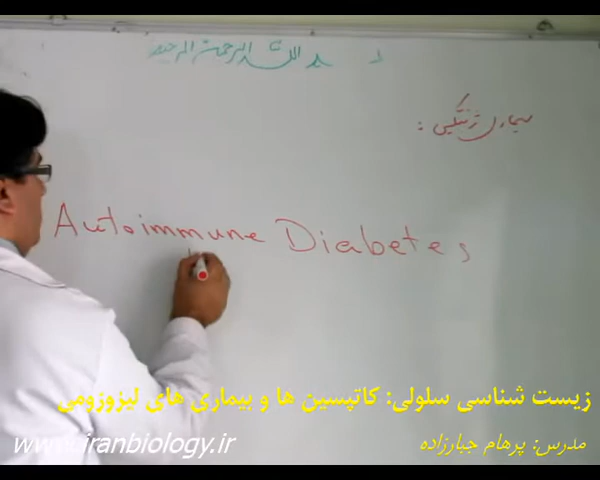 بسم الله الرحمن الرحیم
بیماری ژنتیکی :
Autoimmune Diabetes
زیست شناسی سلولی: کاتپسین ها و بیماری های لیزوزومی
مدرس: پرهام جبارزاده
www.iranbiology.ir